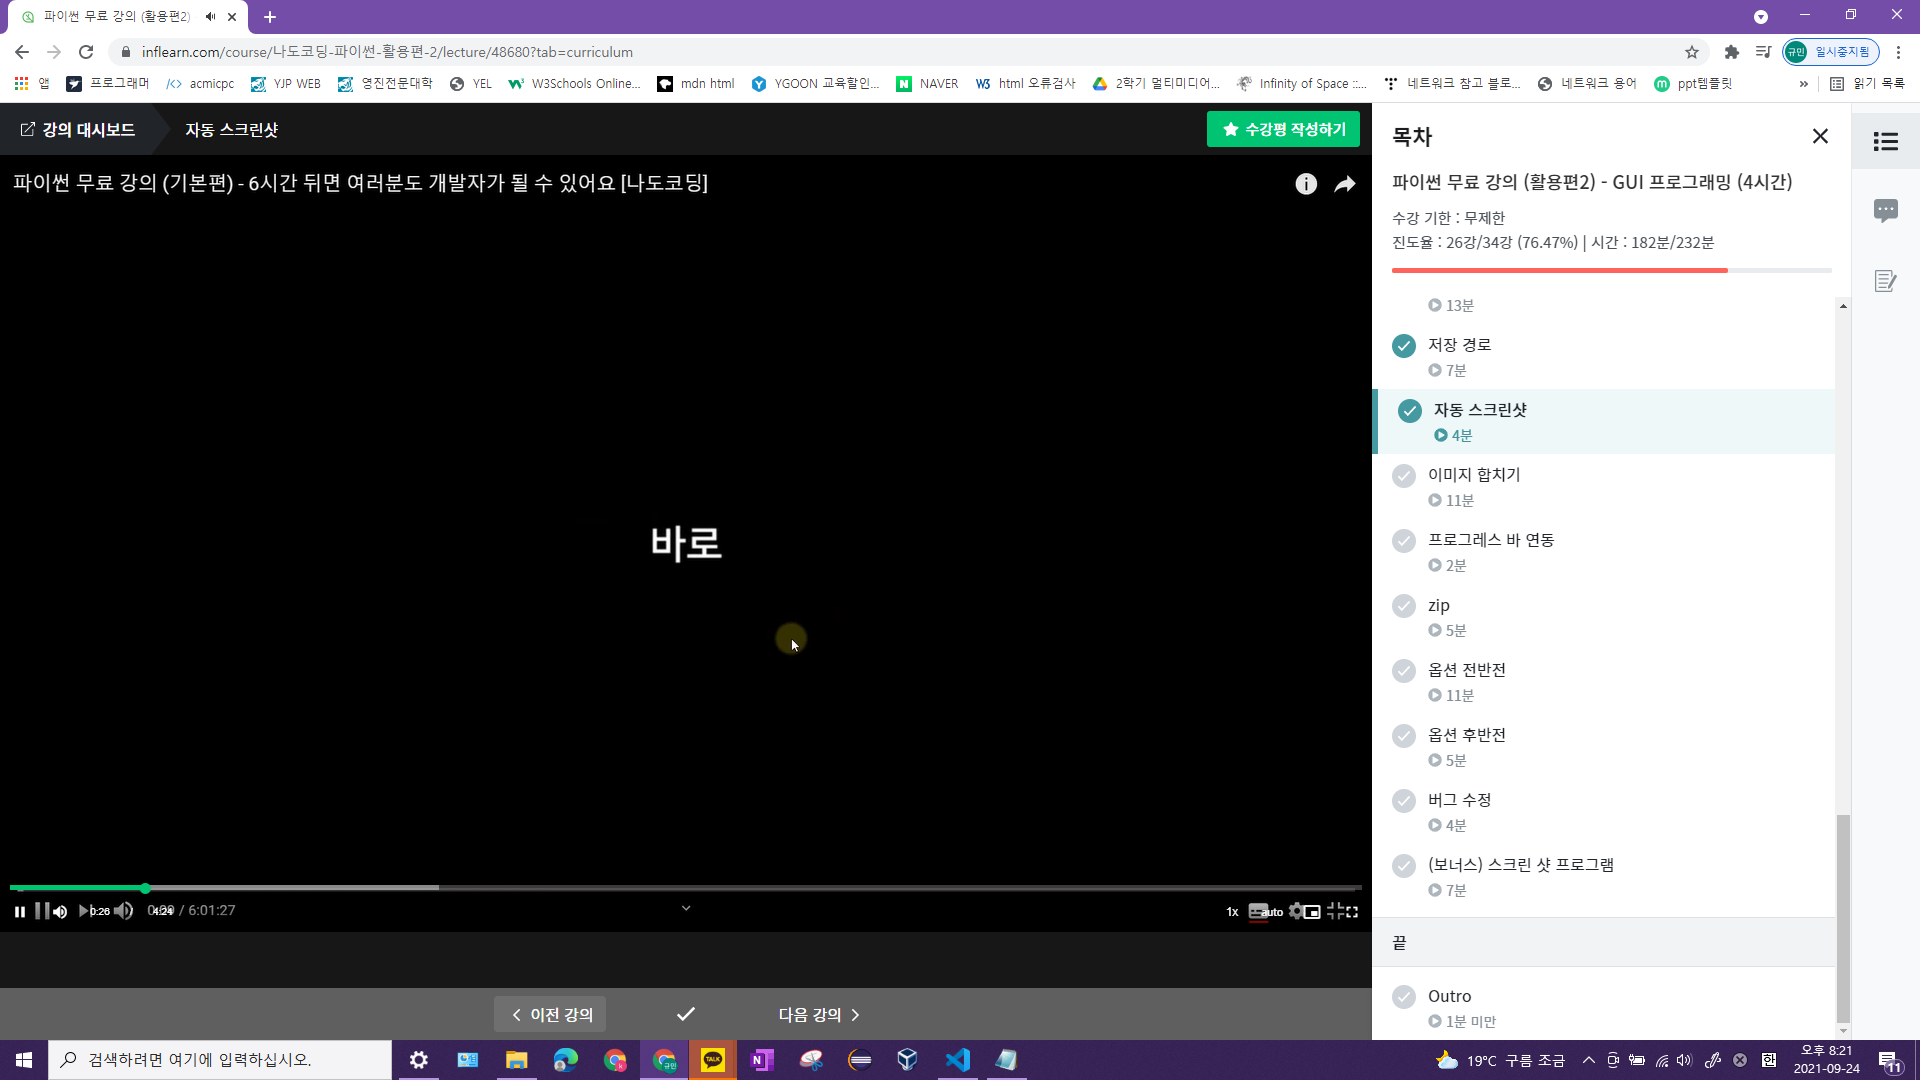 파이썬 무료 강의 (활용편2)
inflearn.com/course/나도코딩-파이썬-활용편-2/lecture/48680?tab=curriculum
규민 일시중지됨
앱 프로그래머 acmicpc YJP WEB 영진전문대학 YEL W3Schools Online... mdn html YGOON 교육할인... NAVER html 오류검사 2학기 멀티미디어... Infinity of Space ::... 네트워크 참고 블로... 네트워크 용어 ppt템플릿 » 읽기 목록
강의 대시보드 자동 스크린샷 수강평 작성하기
파이썬 무료 강의 (기본편) - 6시간 뒤면 여러분도 개발자가 될 수 있어요 [나도코딩]
바로
0:26 4:24 / 6:01:27 1x auto
이전 강의 다음 강의
목차
파이썬 무료 강의 (활용편2) - GUI 프로그래밍 (4시간)
수강 기한 : 무제한
진도율 : 26강/34강 (76.47%) | 시간 : 182분/232분
13분
저장 경로
7분
자동 스크린샷
4분
이미지 합치기
11분
프로그레스 바 연동
2분
zip
5분
옵션 전반전
11분
옵션 후반전
5분
버그 수정
4분
(보너스) 스크린 샷 프로그램
7분
끝
Outro
1분 미만
검색하려면 여기에 입력하십시오.
TALK
19°C 구름 조금
한
오후 8:21
2021-09-24
11